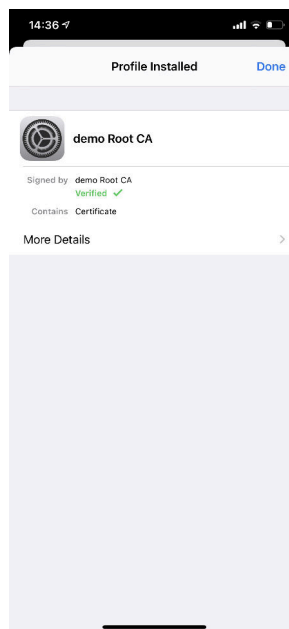 14:36
Profile Installed
Done
demo Root CA
Signed by demo Root CA
Verified
Contains Certificate
More Details